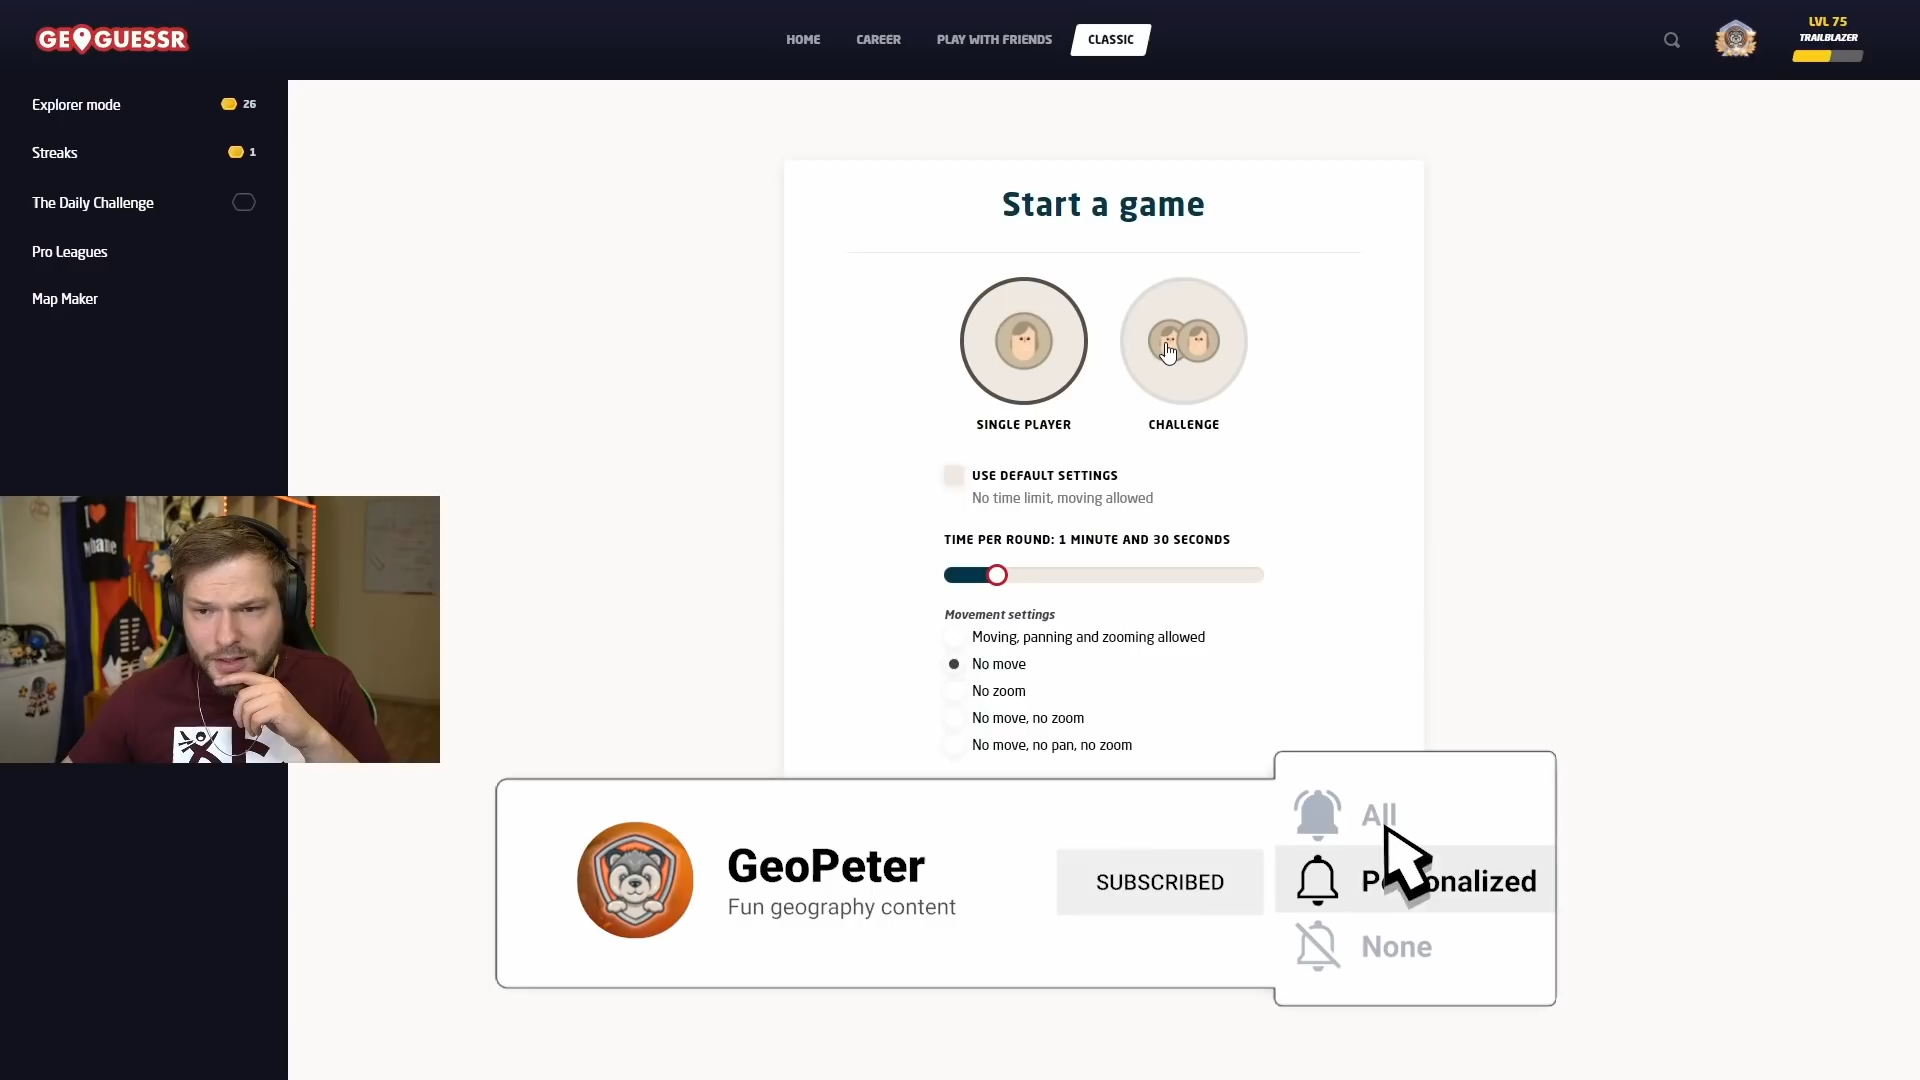 GEOGUESSR
HOME
CAREER
PLAY WITH FRIENDS
CLASSIC
LVL 75
TRAILBLAZER
Explorer mode
26
Streaks
1
The Daily Challenge
Pro Leagues
Map Maker
Start a game
SINGLE PLAYER
CHALLENGE
USE DEFAULT SETTINGS
No time limit, moving allowed
TIME PER ROUND: 1 MINUTE AND 30 SECONDS
Movement settings
Moving, panning and zooming allowed
No move
No zoom
No move, no zoom
No move, no pan, no zoom
GeoPeter
Fun geography content
SUBSCRIBED
All
Personalized
None